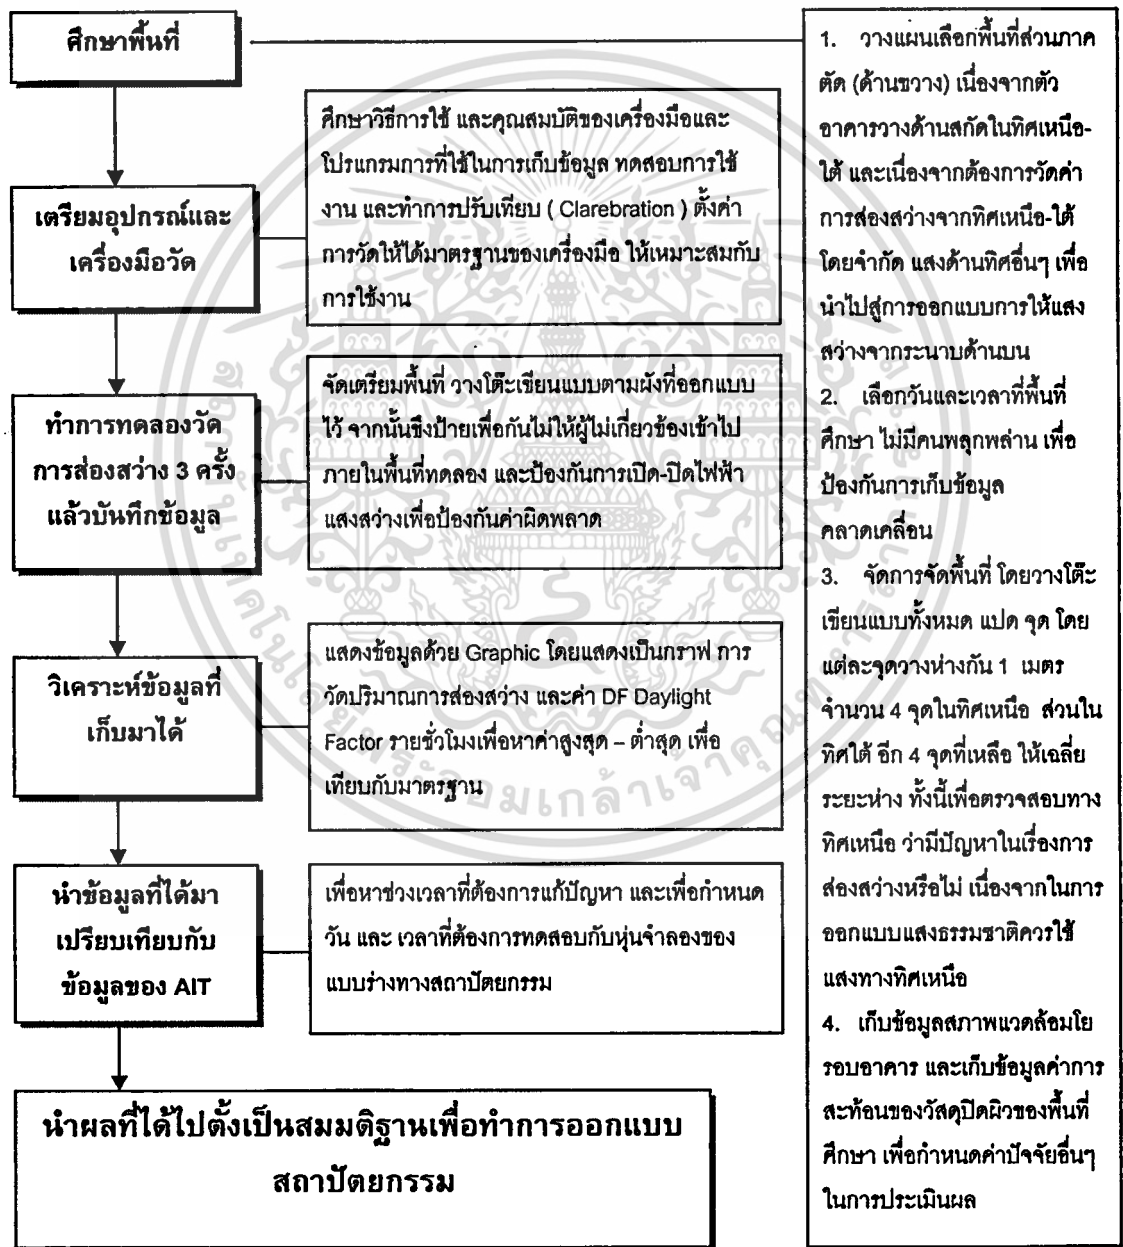 ศึกษาพื้นที่
เตรียมอุปกรณ์และ
เครื่องมือวัด
ศึกษาวิธีการใช้ และคุณสมบัติของเครื่องมือและ
โปรแกรมการที่ใช้ในการเก็บข้อมูล ทดสอบการใช้
งาน และทำการปรับเทียบ ( Clarebration ) ตั้งค่า
การวัดให้ได้มาตรฐานของเครื่องมือ ให้เหมาะสมกับ
การใช้งาน
ทำการทดลองวัด
การส่องสว่าง 3 ครั้ง
แล้วบันทึกข้อมูล
จัดเตรียมพื้นที่ วางโต๊ะเขียนแบบตามผังที่ออกแบบ
ไว้ จากนั้นขึงป้ายเพื่อกันไม่ให้ผู้ไม่เกี่ยวข้องเข้าไป
ภายในพื้นที่ทดลอง และป้องกันการเปิด-ปิดไฟฟ้า
แสงสว่างเพื่อป้องกันค่าผิดพลาด
วิเคราะห์ข้อมูลที่
เก็บมาได้
แสดงข้อมูลด้วย Graphic โดยแสดงเป็นกราฟ การ
วัดปริมาณการส่องสว่าง และค่า DF Daylight
Factor รายชั่วโมงเพื่อหาค่าสูงสุด – ต่ำสุด เพื่อ
เทียบกับมาตรฐาน
นำข้อมูลที่ได้มา
เปรียบเทียบกับ
ข้อมูลของ AIT
เพื่อหาช่วงเวลาที่ต้องการแก้ปัญหา และเพื่อกำหนด
วัน และ เวลาที่ต้องการทดสอบกับหุ่นจำลองของ
แบบร่างทางสถาปัตยกรรม
นำผลที่ได้ไปตั้งเป็นสมมติฐานเพื่อทำการออกแบบ
สถาปัตยกรรม
1. วางแผนเลือกพื้นที่ส่วนภาค
ตัด (ด้านขวาง) เนื่องจากตัว
อาคารวางด้านสกัดในทิศเหนือ-
ใต้ และเนื่องจากต้องการวัดค่า
การส่องสว่างจากทิศเหนือ-ใต้
โดยจำกัด แสงด้านทิศอื่นๆ เพื่อ
นำไปสู่การออกแบบการให้แสง
สว่างจากระนาบด้านบน
2. เลือกวันและเวลาที่พื้นที่
ศึกษา ไม่มีคนพลุกพล่าน เพื่อ
ป้องกันการเก็บข้อมูล
คลาดเคลื่อน
3. จัดการจัดพื้นที่ โดยวางโต๊ะ
เขียนแบบทั้งหมด แปด จุด โดย
แต่ละจุดวางห่างกัน 1 เมตร
จำนวน 4 จุดในทิศเหนือ ส่วนใน
ทิศใต้ อีก 4 จุดที่เหลือ ให้เฉลี่ย
ระยะห่าง ทั้งนี้เพื่อตรวจสอบทาง
ทิศเหนือ ว่ามีปัญหาในเรื่องการ
ส่องสว่างหรือไม่ เนื่องจากในการ
ออกแบบแสงธรรมชาติควรใช้
แสงทางทิศเหนือ
4. เก็บข้อมูลสภาพแวดล้อมโย
รอบอาคาร และเก็บข้อมูลค่าการ
สะท้อนของวัสดุปิดผิวของพื้นที่
ศึกษา เพื่อกำหนดค่าปัจจัยอื่นๆ
ในการประเมินผล